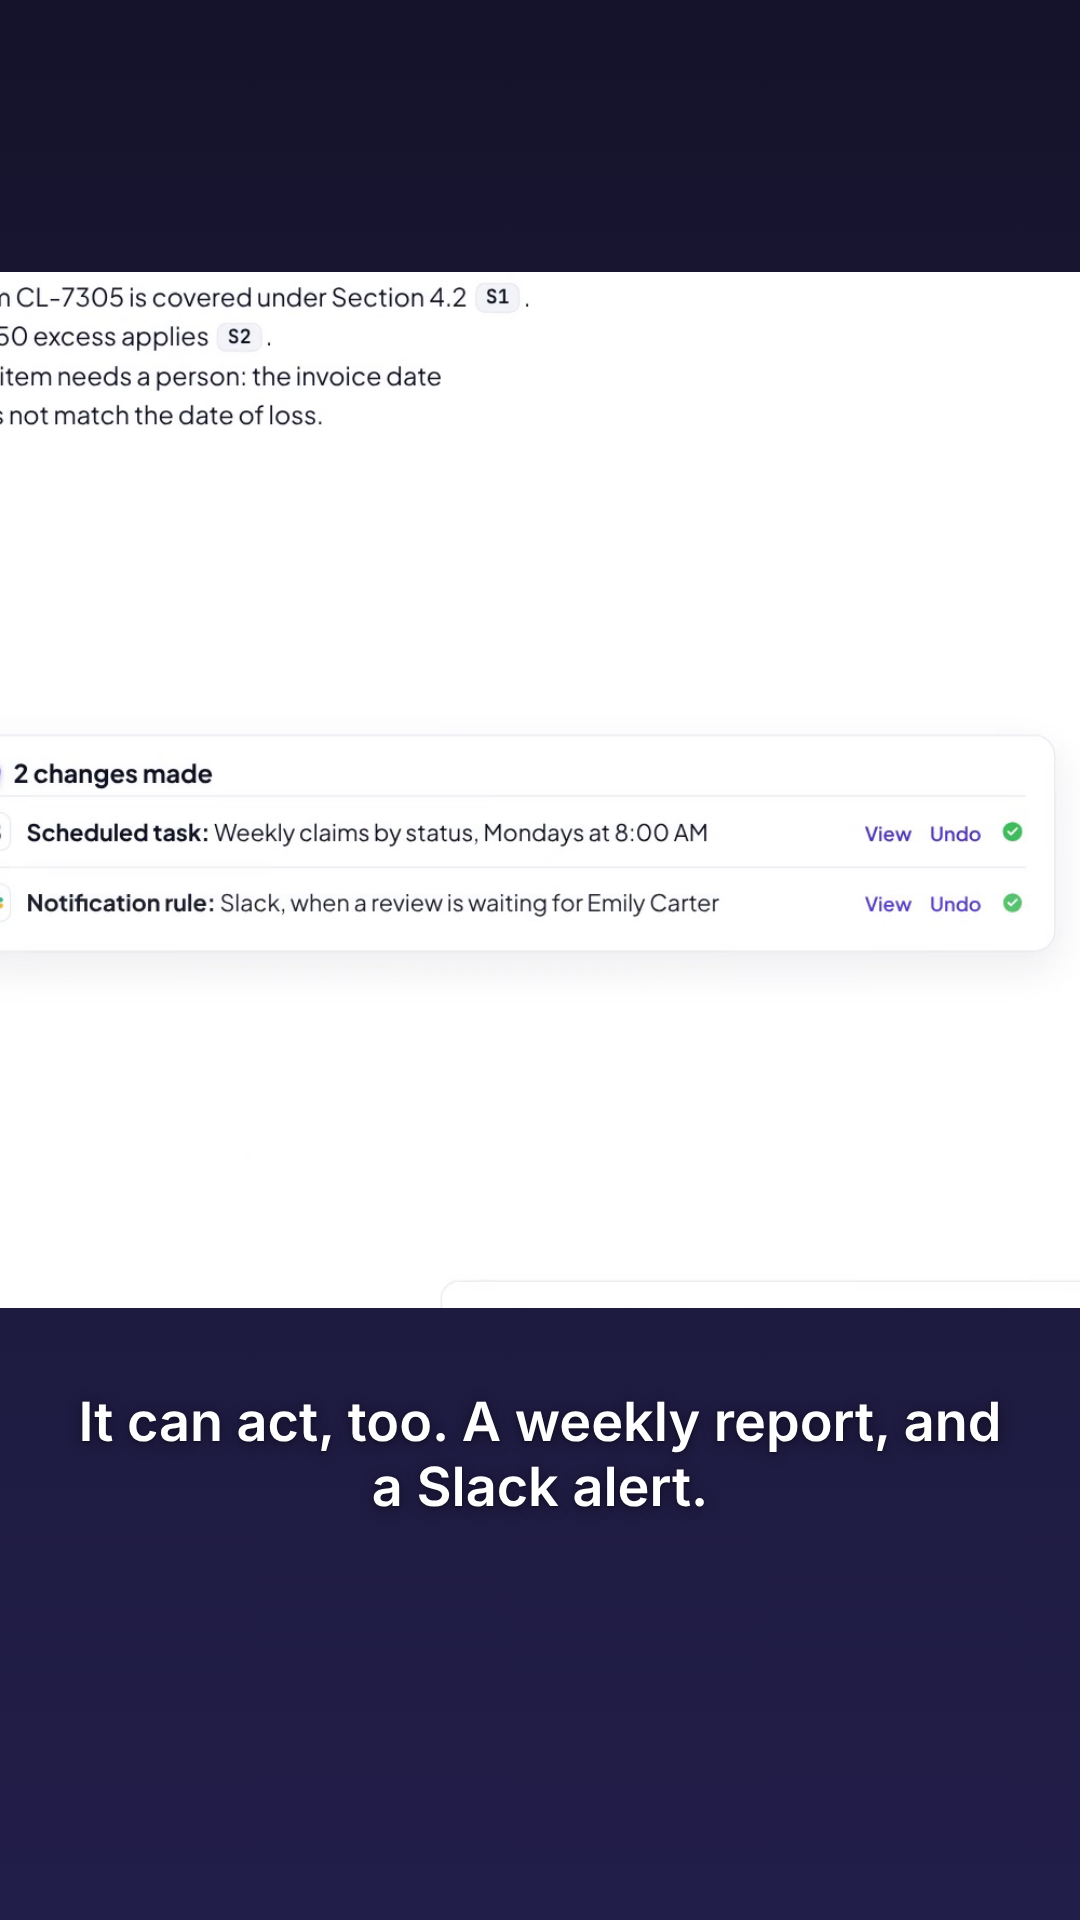 CL-7305 is covered under Section 4.2 S1 .
50 excess applies S2 .
item needs a person: the invoice date
not match the date of loss.
2 changes made
Scheduled task: Weekly claims by status, Mondays at 8:00 AM View Undo
Notification rule: Slack, when a review is waiting for Emily Carter View Undo
It can act, too. A weekly report, and
a Slack alert.